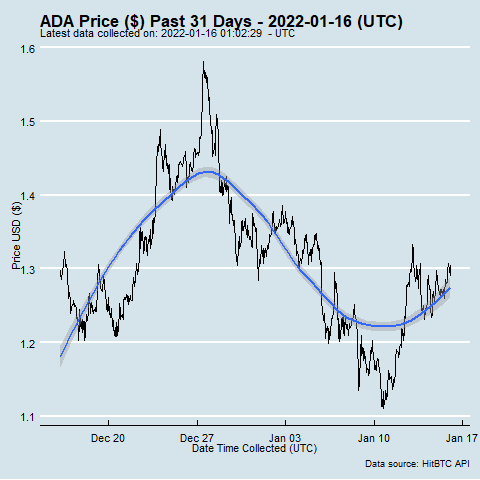 ADA Price ($) Past 31 Days - 2022-01-16 (UTC)
Latest data collected on: 2022-01-16 01:02:29 - UTC
1.6
1.5
1.4
1.3
1.2
1.1
Price USD ($)
Dec 20 Dec 27 Jan 03 Jan 10 Jan 17
Date Time Collected (UTC)
Data source: HitBTC API